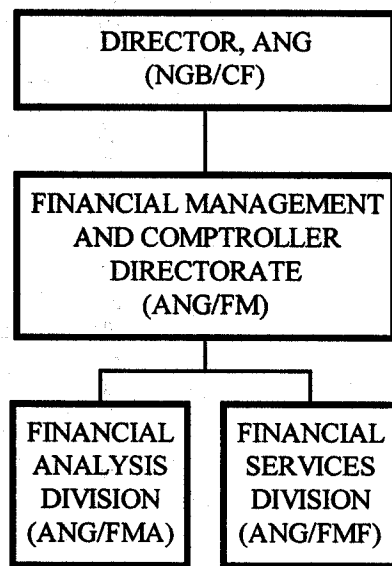 DIRECTOR, ANG
(NGB/CF)
FINANCIAL MANAGEMENT
AND COMPTROLLER
DIRECTORATE
(ANG/FM)
FINANCIAL
ANALYSIS
DIVISION
(ANG/FMA)
FINANCIAL
SERVICES
DIVISION
(ANG/FMF)